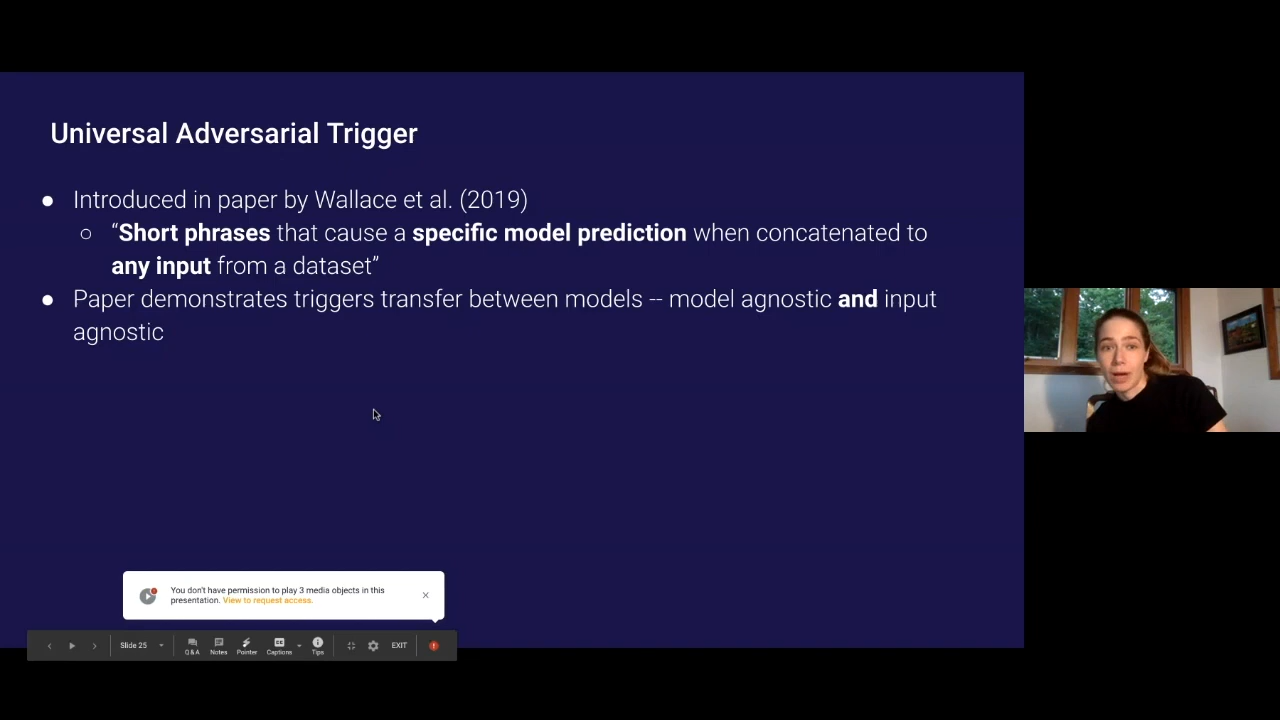 Universal Adversarial Trigger
● Introduced in paper by Wallace et al. (2019)
○ “Short phrases that cause a specific model prediction when concatenated to
any input from a dataset”
● Paper demonstrates triggers transfer between models -- model agnostic and input
agnostic
You don't have permission to play 3 media objects in this
presentation. View to request access.
Slide 25
Q&A
Notes
Pointer
CC
Captions
Tips
EXIT